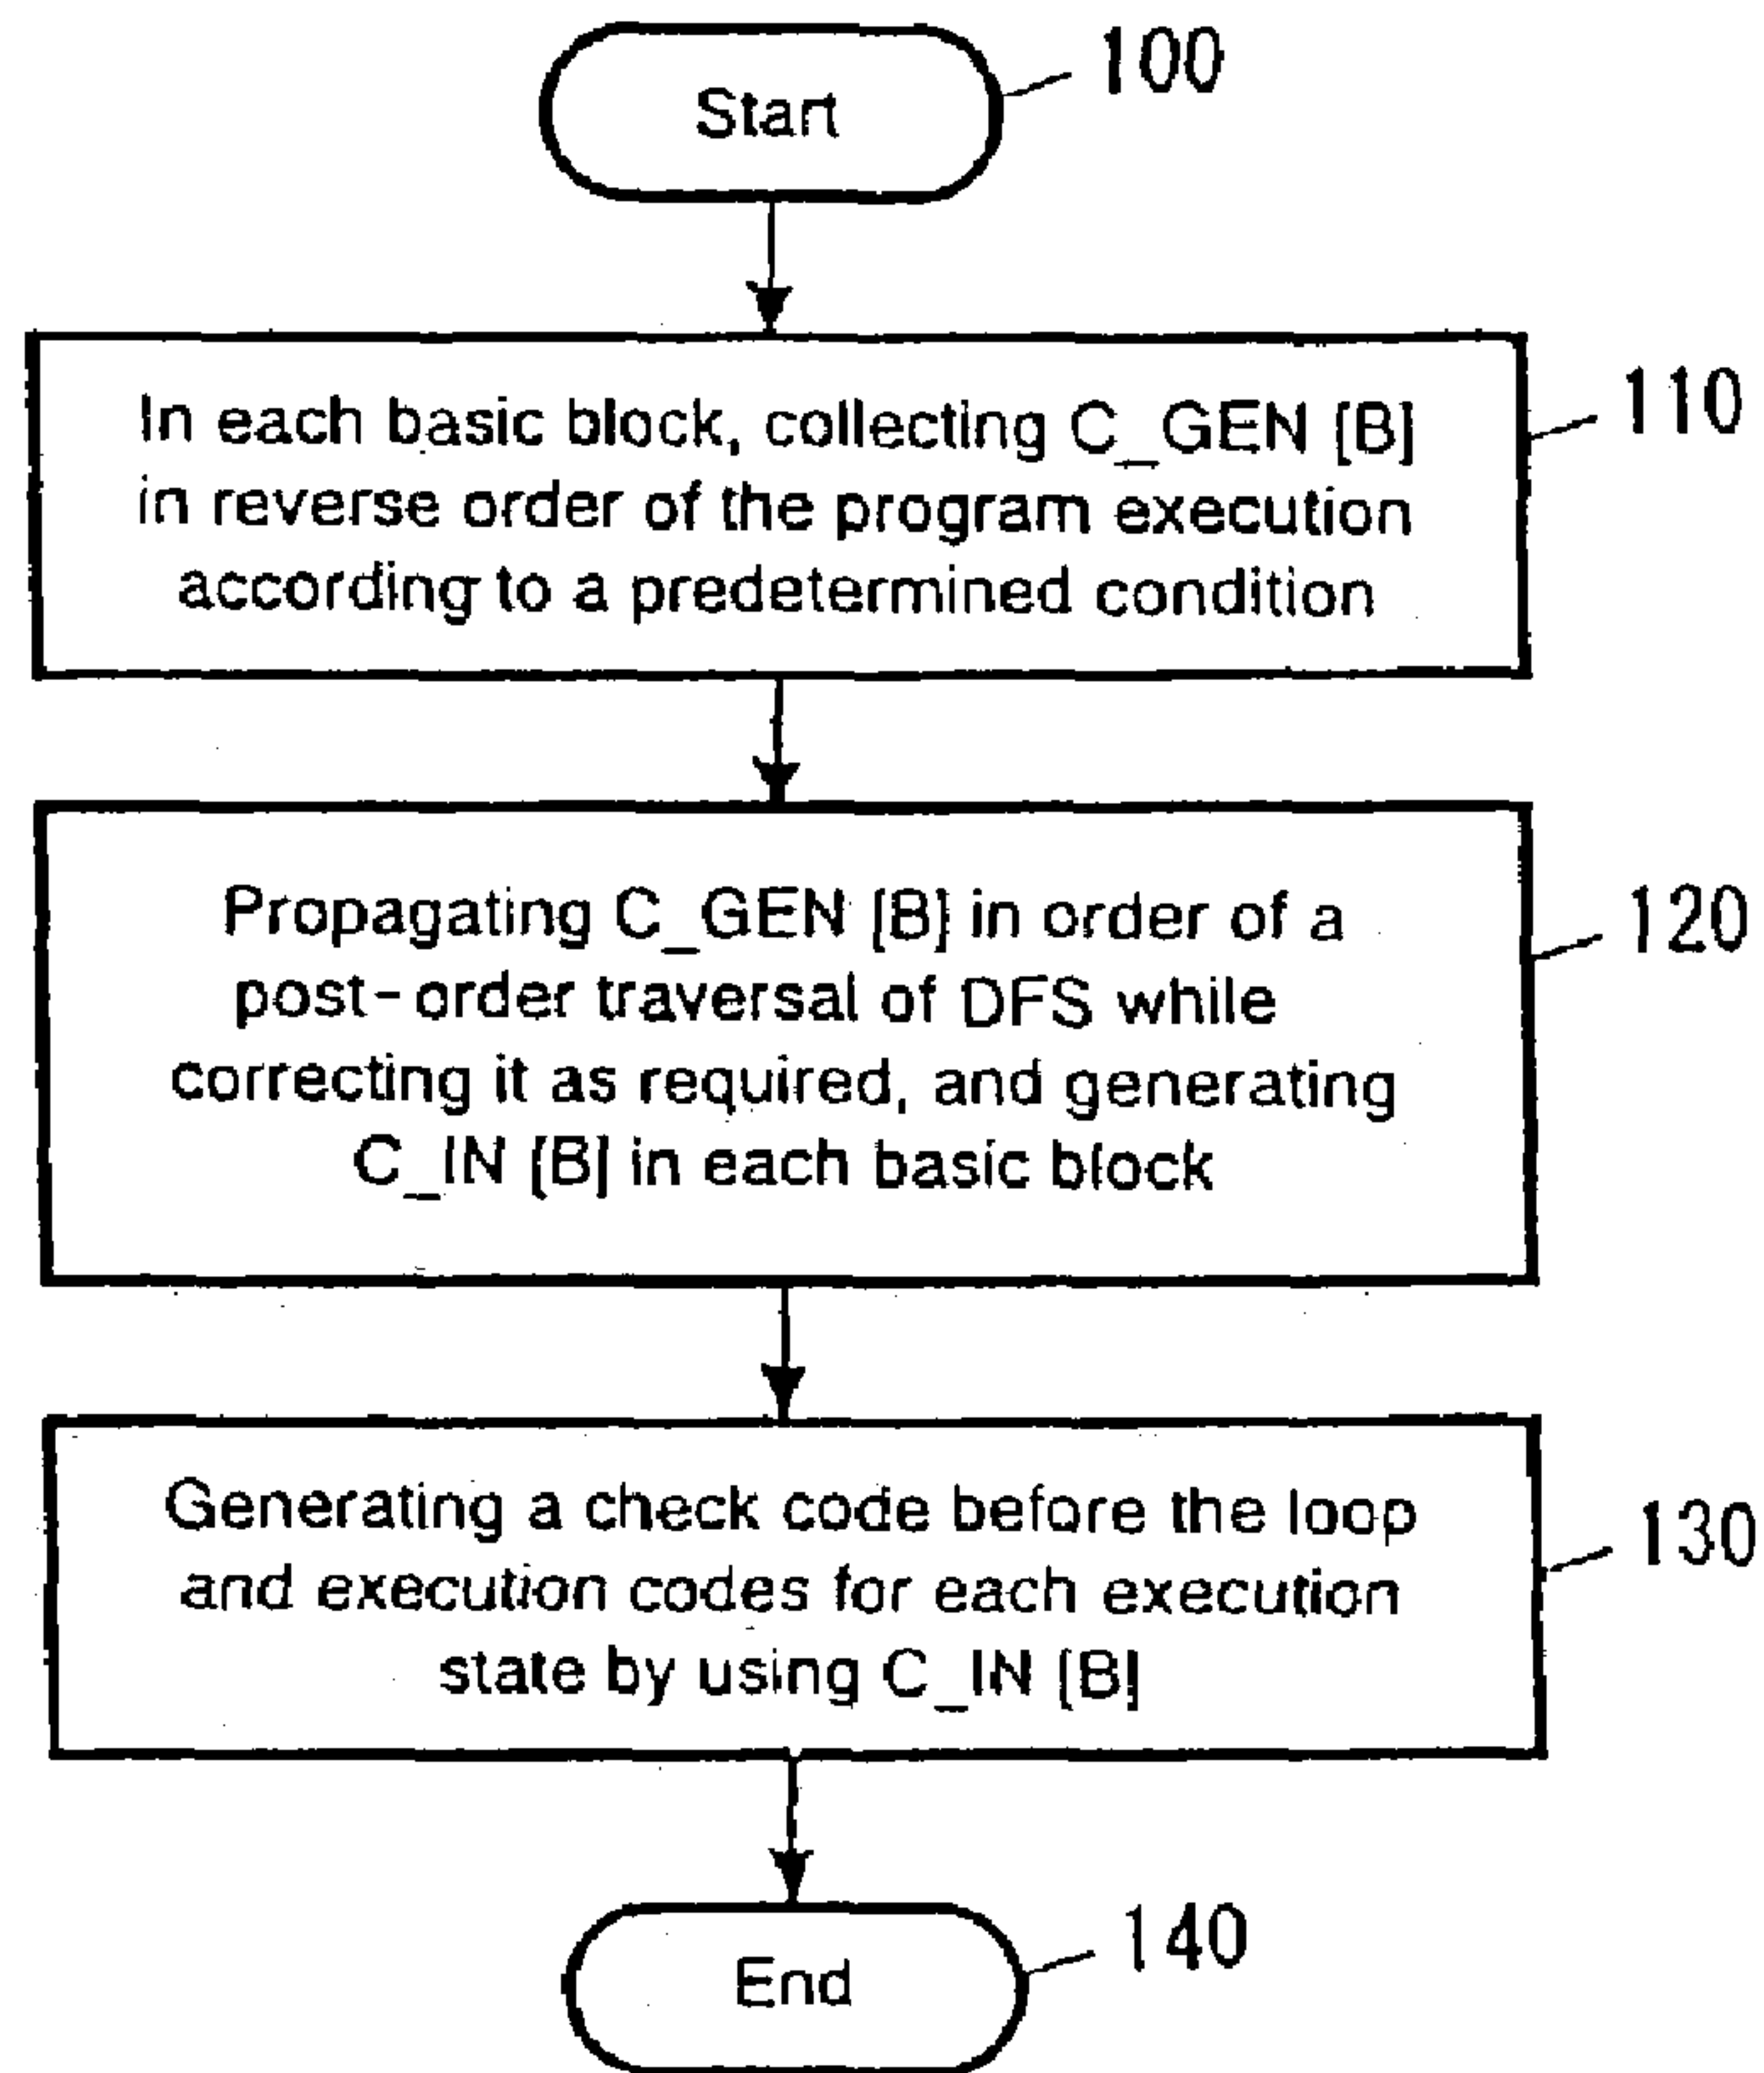 Start
100
In each basic block, collecting C_GEN [B]
in reverse order of the program execution
according to a predetermined condition
110
Propagating C_GEN [B] in order of a
post-order traversal of DFS while
correcting it as required, and generating
C_IN [B] in each basic block
120
Generating a check code before the loop
and execution codes for each execution
state by using C_IN [B]
130
End
140